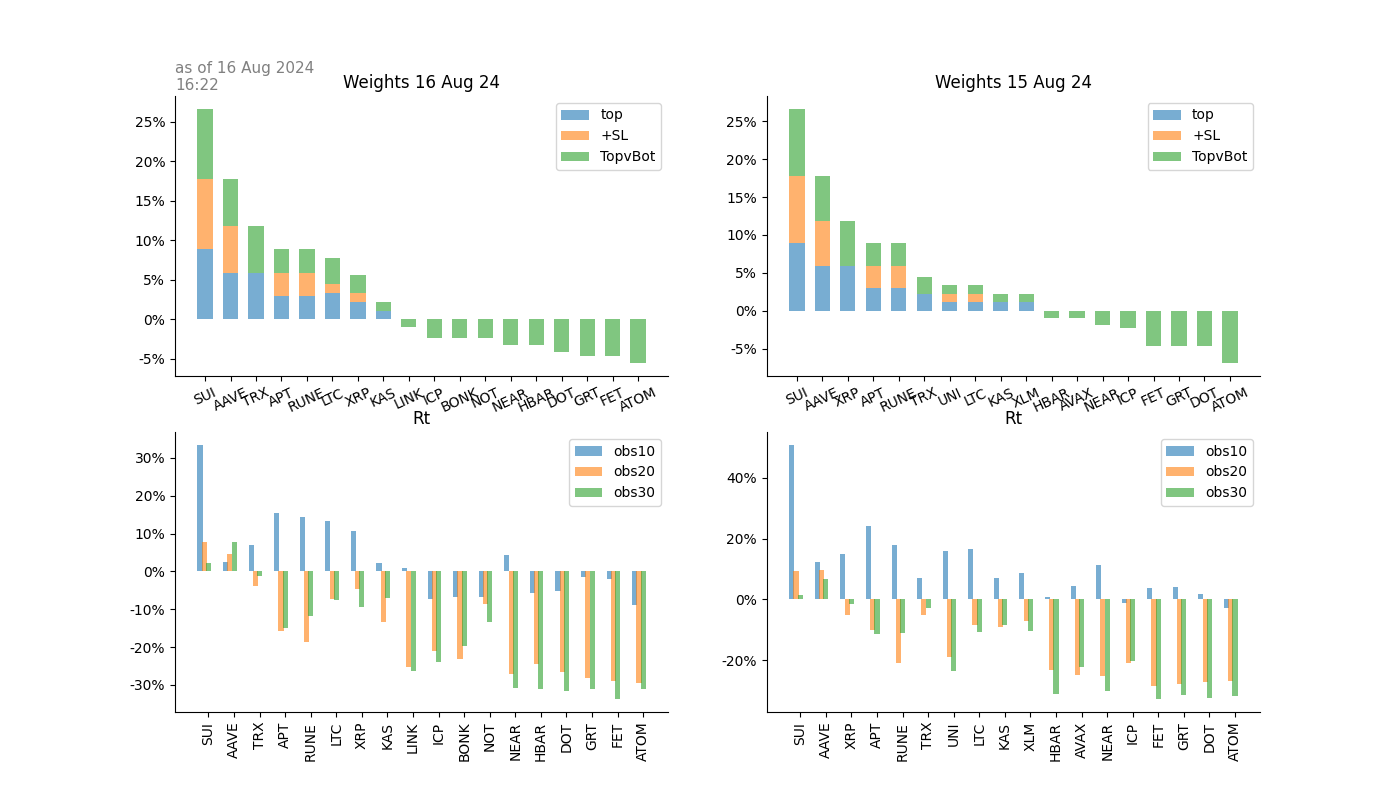 as of 16 Aug 2024
16:22
Weights 16 Aug 24
top
+SL
TopvBot
25%
20%
15%
10%
5%
0%
-5%
SUI AAVE TRX APT RUNE LTC XRP KAS LINK ICP BONK NOT NEAR HBAR DOT GRT FET ATOM
Weights 15 Aug 24
top
+SL
TopvBot
25%
20%
15%
10%
5%
0%
-5%
SUI AAVE XRP APT RUNE TRX UNI LTC KAS XLM HBAR AVAX NEAR ICP FET GRT DOT ATOM
Rt
obs10
obs20
obs30
30%
20%
10%
0%
-10%
-20%
-30%
SUI AAVE TRX APT RUNE LTC XRP KAS LINK ICP BONK NOT NEAR HBAR DOT GRT FET ATOM
Rt
obs10
obs20
obs30
40%
20%
0%
-20%
SUI AAVE XRP APT RUNE TRX UNI LTC KAS XLM HBAR AVAX NEAR ICP FET GRT DOT ATOM